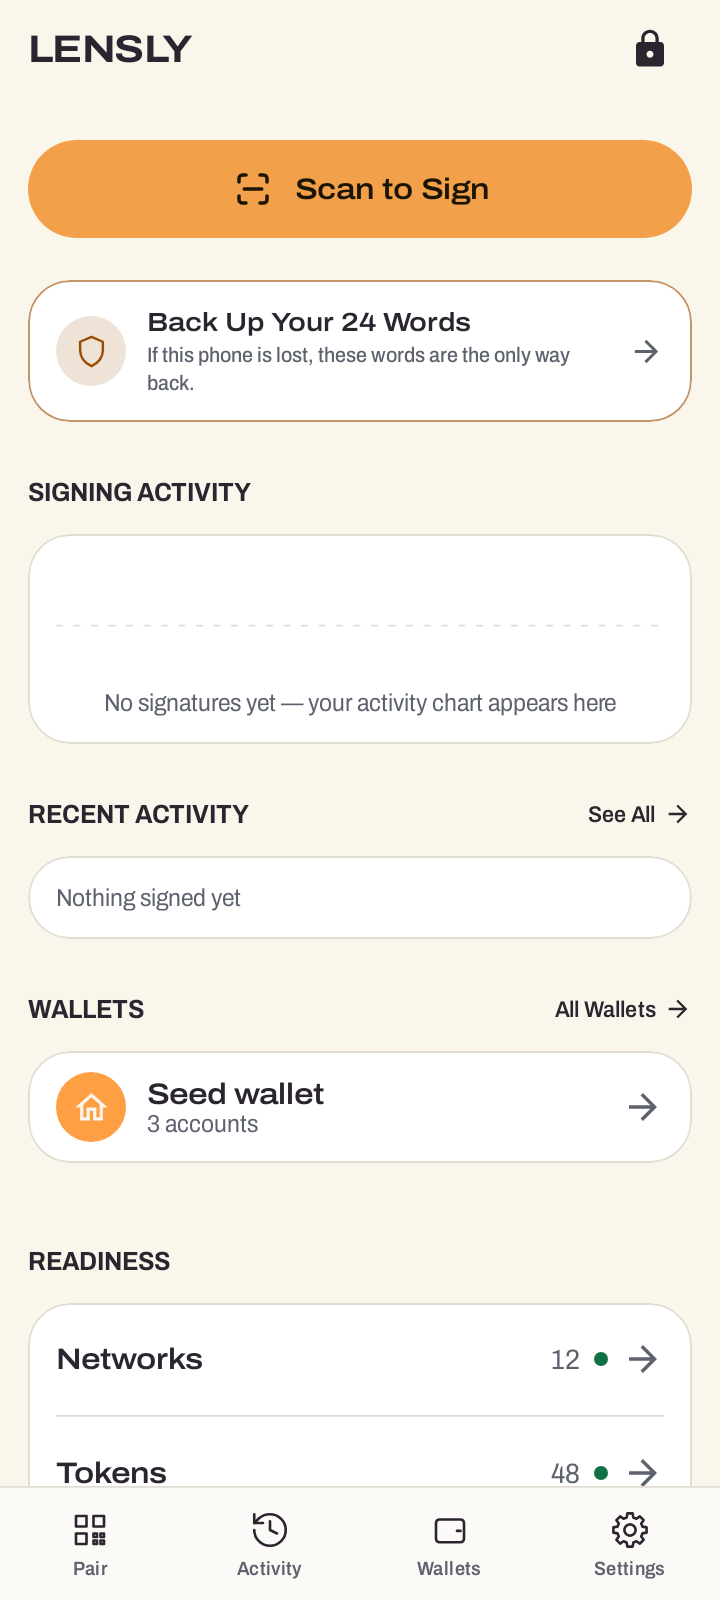 LENSLY
Scan to Sign
Back Up Your 24 Words
If this phone is lost, these words are the only way
back.
SIGNING ACTIVITY
No signatures yet — your activity chart appears here
RECENT ACTIVITY
See All
Nothing signed yet
WALLETS
All Wallets
Seed wallet
3 accounts
READINESS
Networks
12
Tokens
48
Pair
Activity
Wallets
Settings